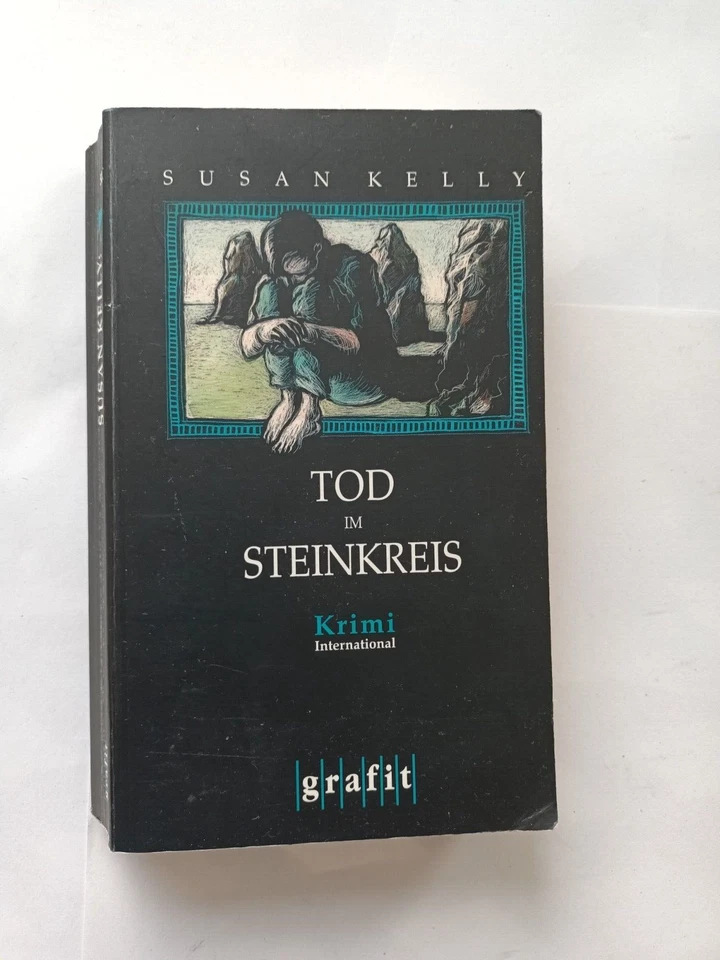 SUSAN KELLY
TOD
IM
STEINKREIS
Krimi
International
grafit
SUSAN KELLY